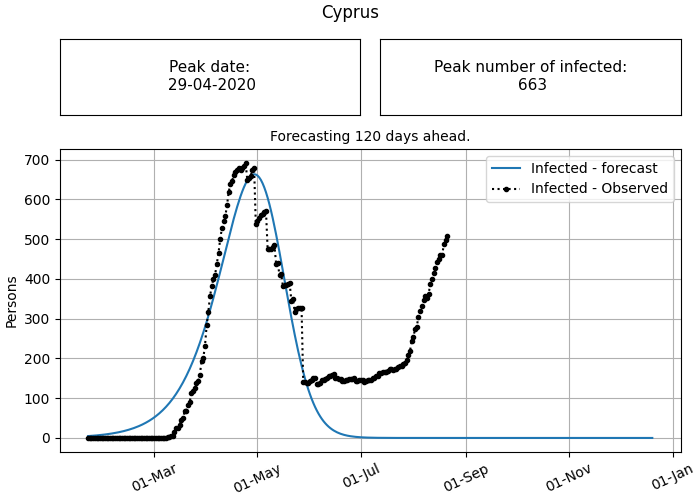 Cyprus
Peak date:
29-04-2020
Peak number of infected:
663
Forecasting 120 days ahead.
Infected - forecast
Infected - Observed
Persons
700
600
500
400
300
200
100
0
01-Mar
01-May
01-Jul
01-Sep
01-Nov
01-Jan